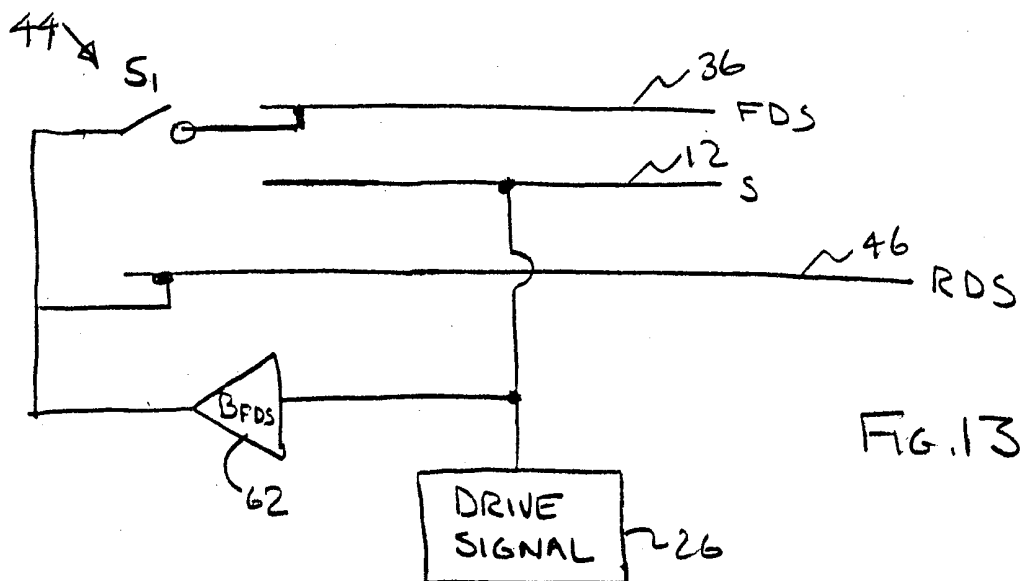 44
S1
36
FDS
12
S
46
RDS
BFDS
62
FIG.13
DRIVE
SIGNAL
26